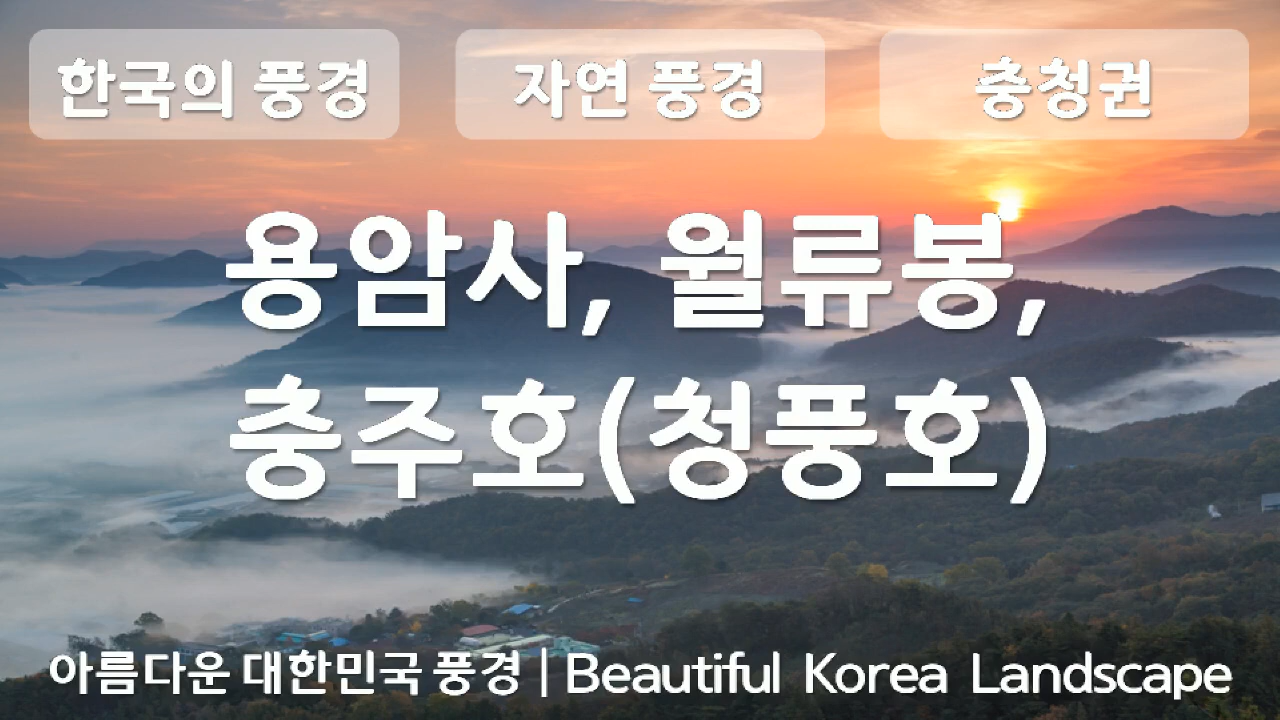 한국의 풍경 자연 풍경 충청권
용암사, 월류봉,
충주호(청풍호)
아름다운 대한민국 풍경 | Beautiful Korea Landscape